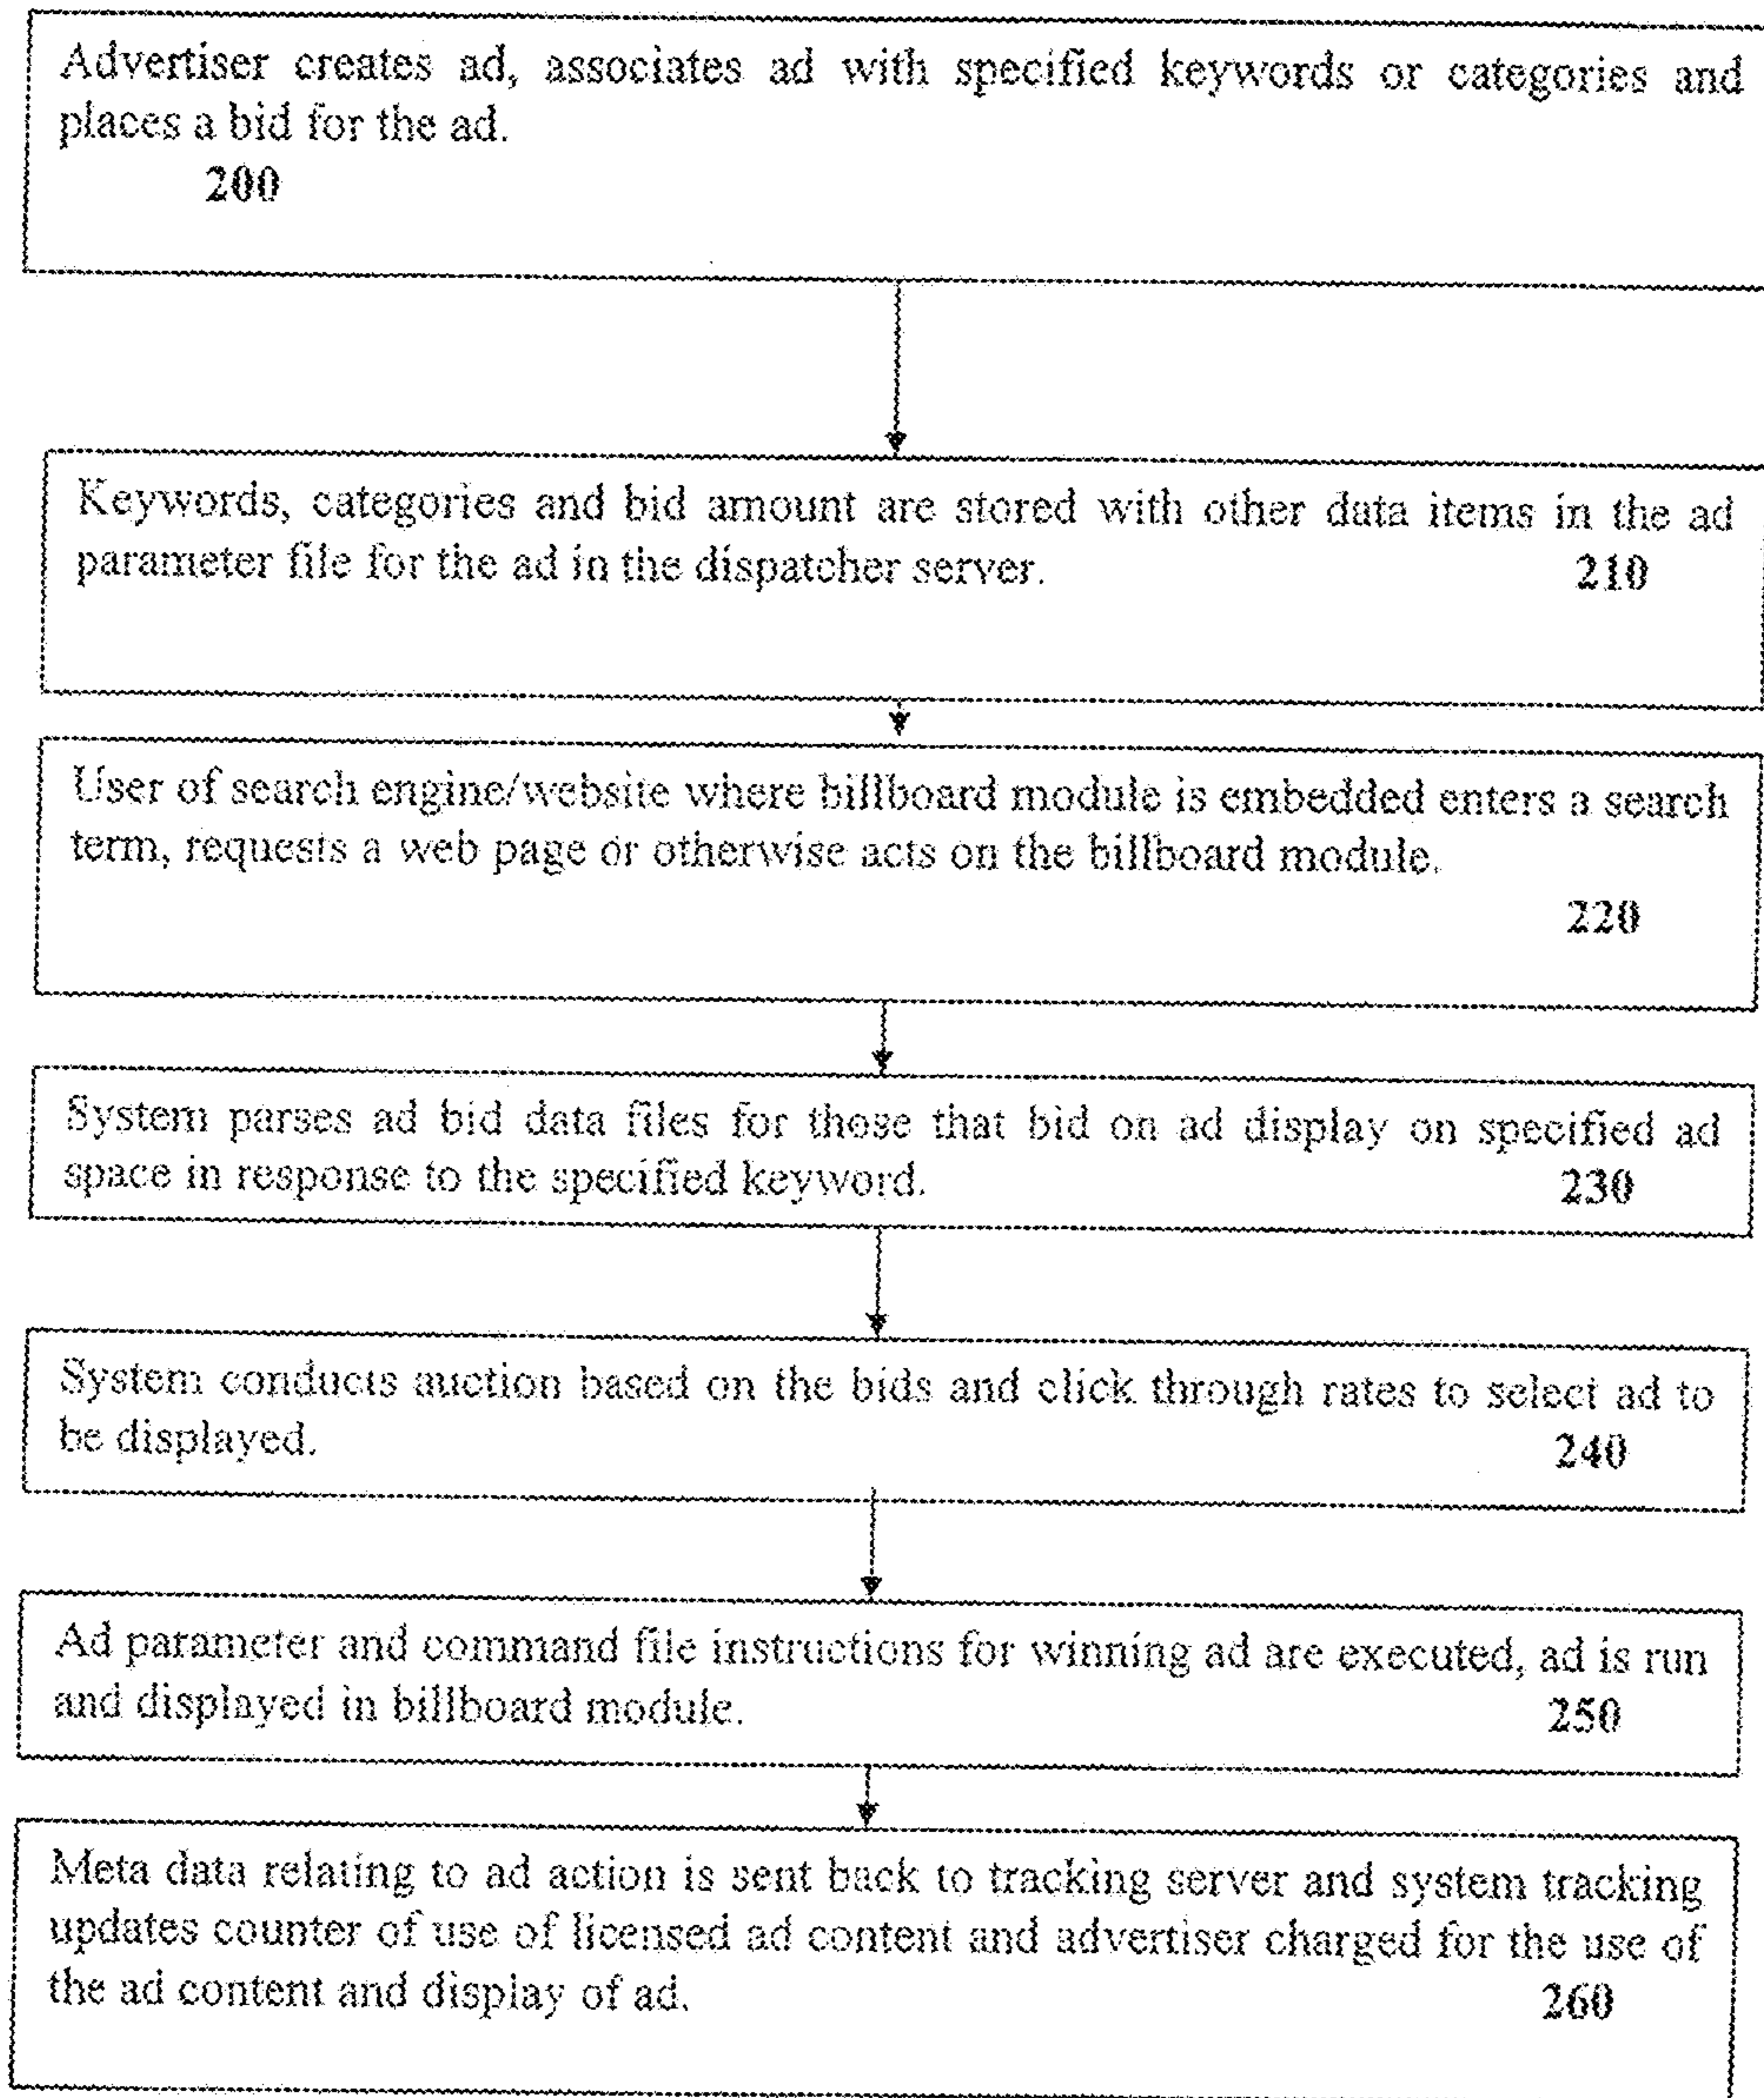 Advertiser creates ad, associates ad with specified keywords or categories and
places a bid for the ad.
200
Keywords, categories and bid amount are stored with other data items in the ad
parameter file for the ad in the dispatcher server. 210
User of search engine/website where billboard module is embedded enters a search
term, requests a web page or otherwise acts on the billboard module.
220
System parses ad bid data files for those that bid on ad display on specified ad
space in response to the specified keyword. 230
System conducts auction based on the bids and click through rates to select ad to
be displayed. 240
Ad parameter and command file instructions for winning ad are executed, ad is run
and displayed in billboard module. 250
Meta data relating to ad action is sent back to tracking server and system tracking
updates counter of use of licensed ad content and advertiser charged for the use of
the ad content and display of ad. 260